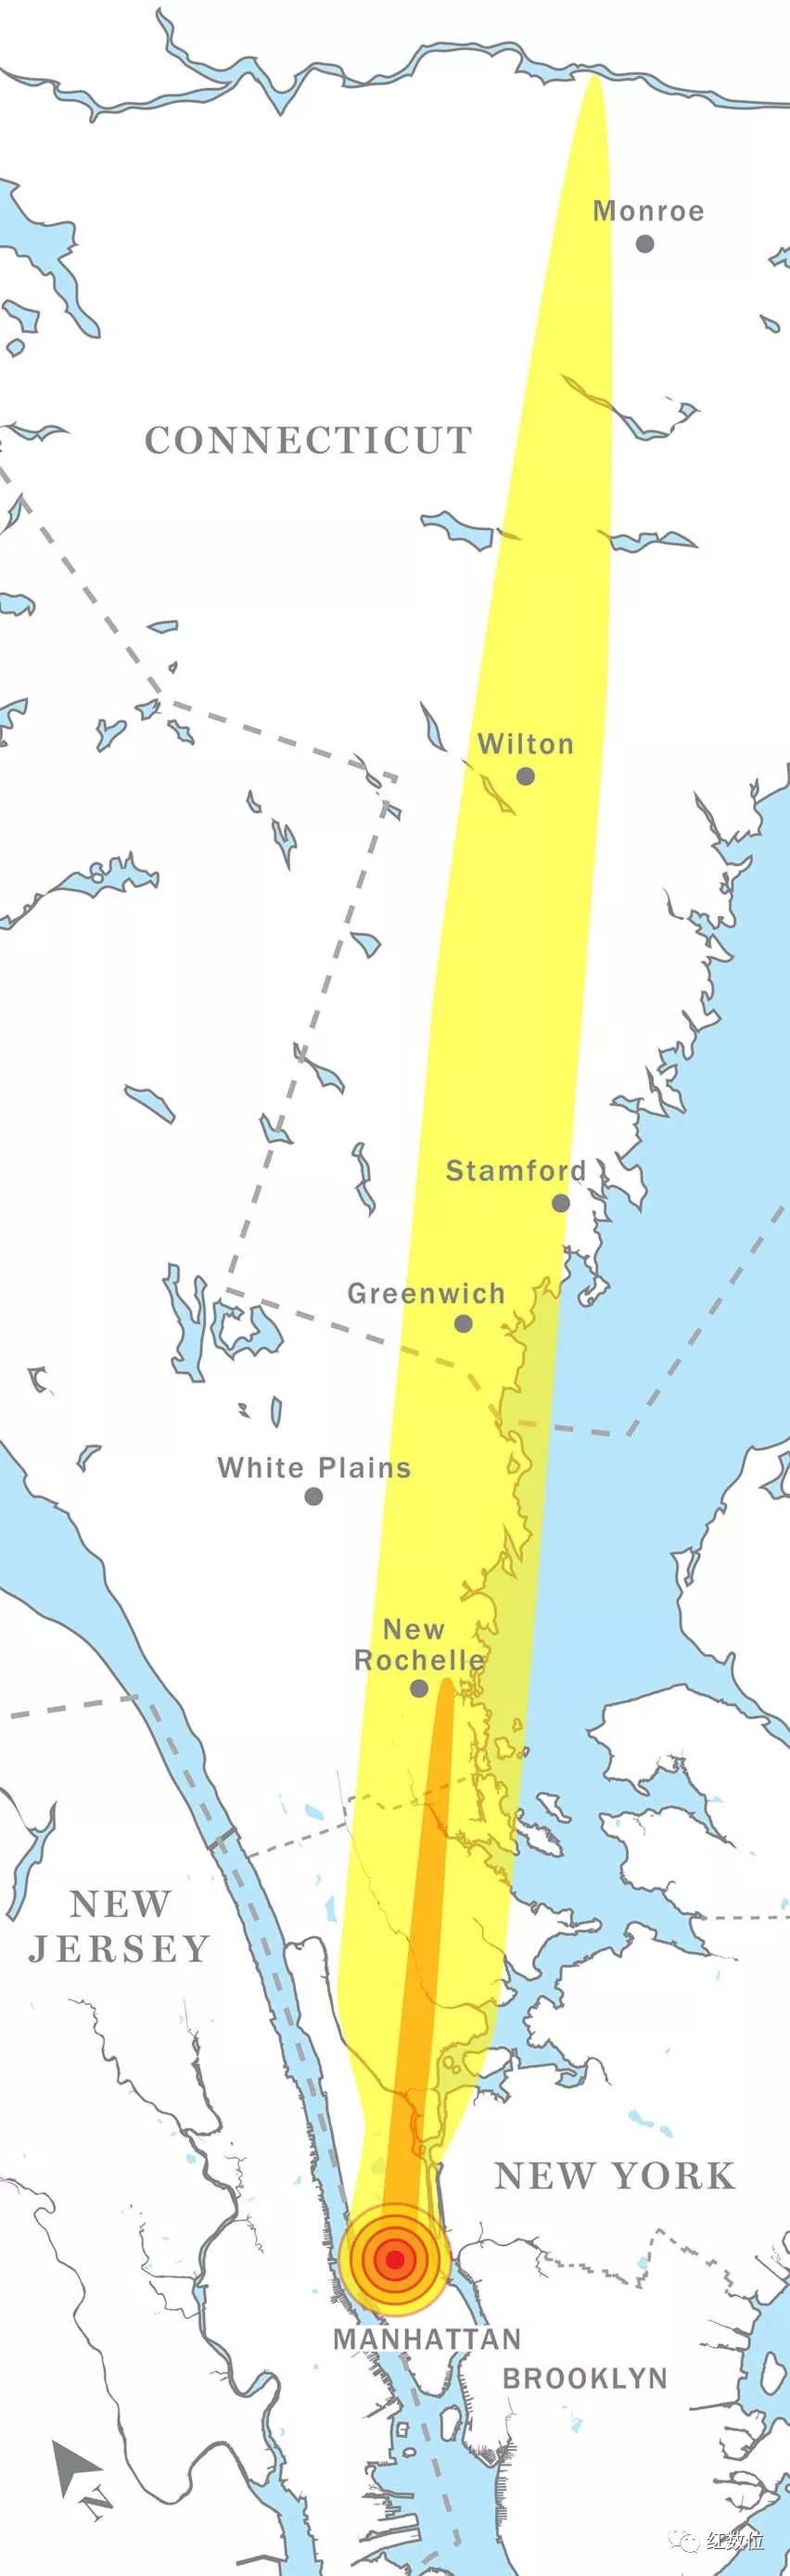 Monroe
CONNECTICUT
Wilton
Stamford
Greenwich
White Plains
New
Rochelle
NEW
JERSEY
NEW YORK
MANHATTAN
BROOKLYN
N
红数位